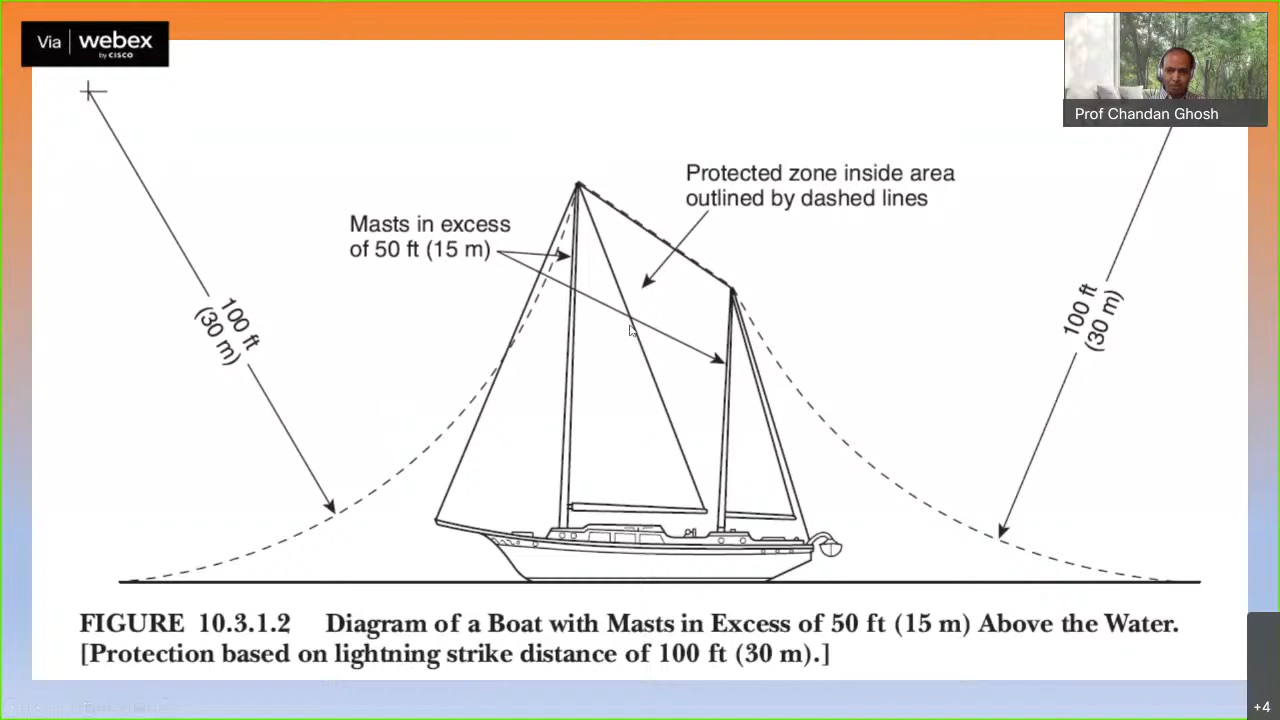 Via webex
by CISCO
Prof Chandan Ghosh
Protected zone inside area
outlined by dashed lines
Masts in excess
of 50 ft (15 m)
100 ft
(30 m)
100 ft
(30 m)
FIGURE 10.3.1.2 Diagram of a Boat with Masts in Excess of 50 ft (15 m) Above the Water.
[Protection based on lightning strike distance of 100 ft (30 m).]
+4